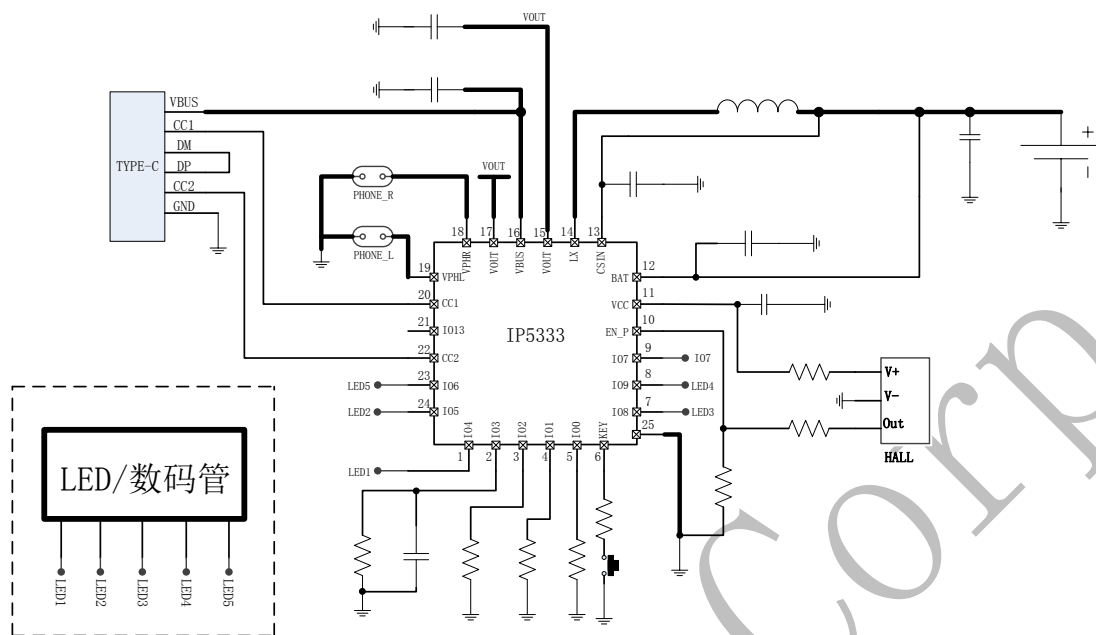 VOUT
VBUS
CC1
DM
DP
CC2
GND
TYPE-C
PHONE_R
PHONE_L
VOUT
+
-
18
17
16
15
14
13
VPHR
VOUT
VBUS
VOUT
LX
CSIN
19
VPHL
20
CC1
21
IO13
22
CC2
23
IO6
24
IO5
IP5333
12
BAT
11
VCC
10
EN_P
9
IO7
8
IO9
7
IO8
25
IO7
LED4
LED3
LED5
LED2
LED1
IO4
IO3
IO2
IO1
IO0
KEY
1
2
3
4
5
6
V+
V-
Out
HALL
LED/数码管
LED1
LED2
LED3
LED4
LED5
Corp